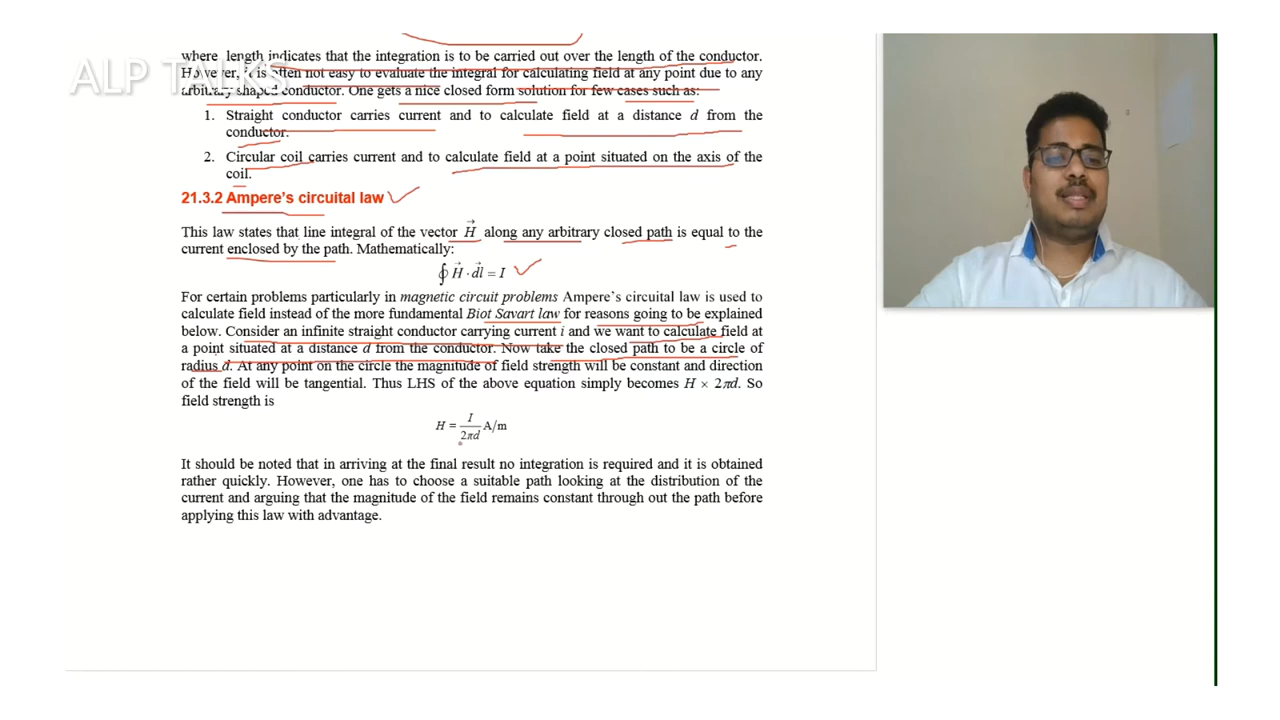 where length indicates that the integration is to be carried out over the length of the conductor.
ALP TALKS
However, it is often not easy to evaluate the integral for calculating field at any point due to any
arbitrary shaped conductor. One gets a nice closed form solution for few cases such as:
1. Straight conductor carries current and to calculate field at a distance d from the
conductor.
2. Circular coil carries current and to calculate field at a point situated on the axis of the
coil.
21.3.2 Ampere's circuital law
This law states that line integral of the vector H⃗ along any arbitrary closed path is equal to the
current enclosed by the path. Mathematically:
∮ H⃗ · dl⃗ = I
For certain problems particularly in magnetic circuit problems Ampere's circuital law is used to
calculate field instead of the more fundamental Biot Savart law for reasons going to be explained
below. Consider an infinite straight conductor carrying current i and we want to calculate field at
a point situated at a distance d from the conductor. Now take the closed path to be a circle of
radius d. At any point on the circle the magnitude of field strength will be constant and direction
of the field will be tangential. Thus LHS of the above equation simply becomes H × 2πd. So
field strength is
H = I / 2πd A/m
It should be noted that in arriving at the final result no integration is required and it is obtained
rather quickly. However, one has to choose a suitable path looking at the distribution of the
current and arguing that the magnitude of the field remains constant through out the path before
applying this law with advantage.